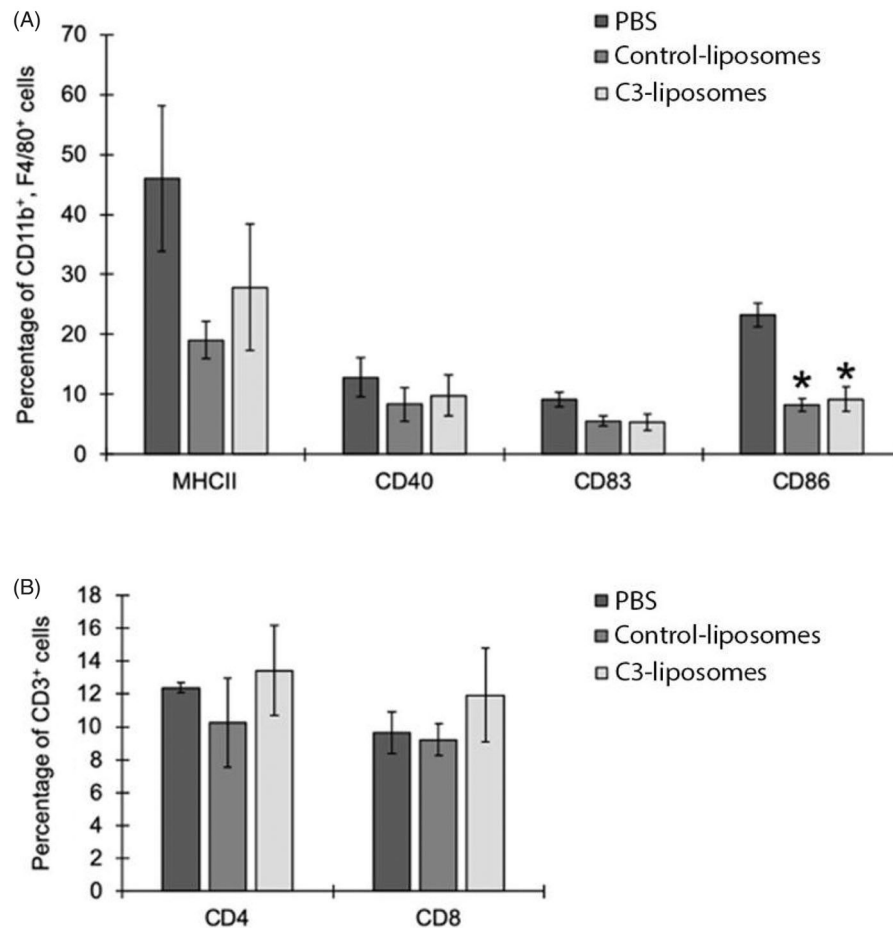 (A)
Percentage of CD11b⁺, F4/80⁺ cells
70
60
50
40
30
20
10
0
MHCII CD40 CD83 CD86
* *
PBS
Control-liposomes
C3-liposomes
(B)
Percentage of CD3⁺ cells
18
16
14
12
10
8
6
4
2
0
CD4 CD8
PBS
Control-liposomes
C3-liposomes